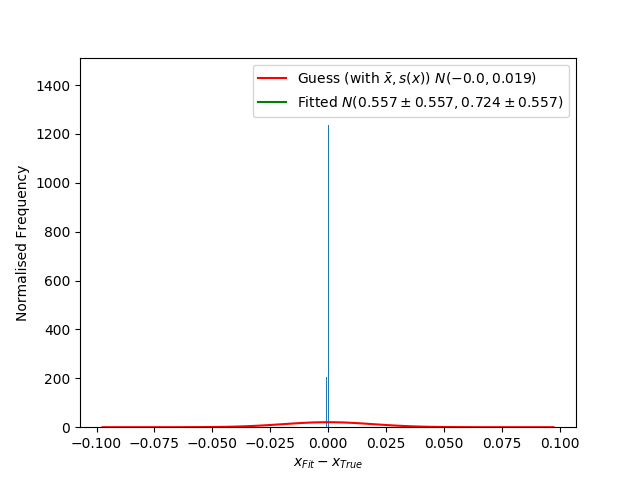 Guess (with x̄, s(x)) N(−0.0, 0.019)
Fitted N(0.557 ± 0.557, 0.724 ± 0.557)
1400
1200
1000
800
600
400
200
0
Normalised Frequency
−0.100 −0.075 −0.050 −0.025 0.000 0.025 0.050 0.075 0.100
x_Fit − x_True